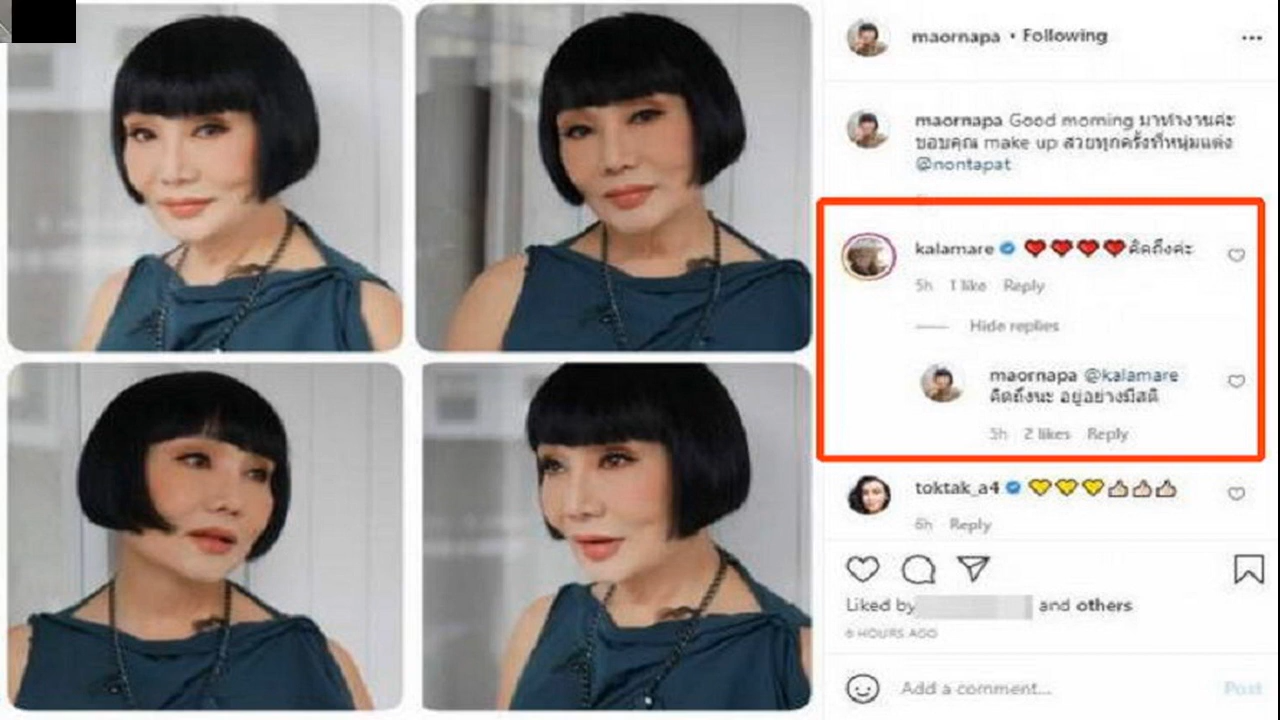 maornapa • Following
maornapa Good morning มาทำงานค่ะ
ขอบคุณ make up สวยทุกครั้งที่หนุ่มแต่ง
@nontapat
kalamare คิดถึงค่ะ
5h 1 like Reply
Hide replies
maornapa @kalamare
คิดถึงนะ อยู่อย่างมีสติ
5h 2 likes Reply
toktak_a4
6h Reply
Liked by and others
6 HOURS AGO
Add a comment... Post